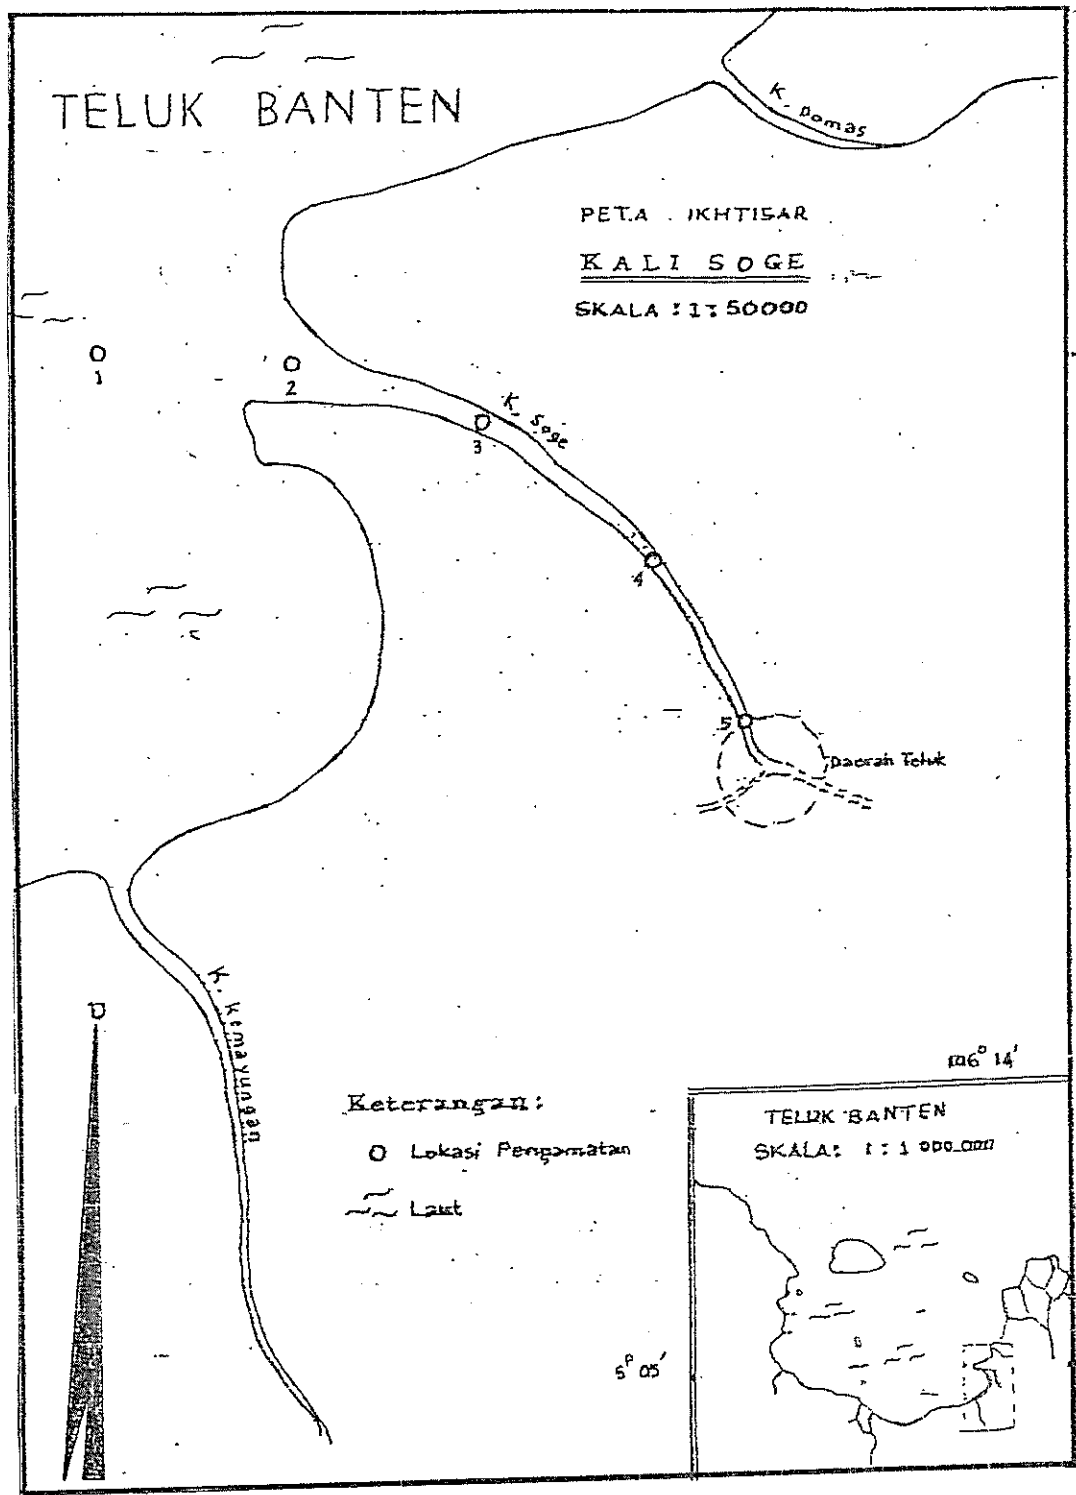 TELUK BANTEN
K. Domas
PETA IKHTISAR
KALI SOGE
SKALA : 1 : 50000
1
2
3
K. Soge
4
5
Daerah Teluk
K. Kemayungan
Keterangan :
Lokasi Pengamatan
Laut
106° 14'
TELUK BANTEN
SKALA : 1 : 1 000.000
5° 05'